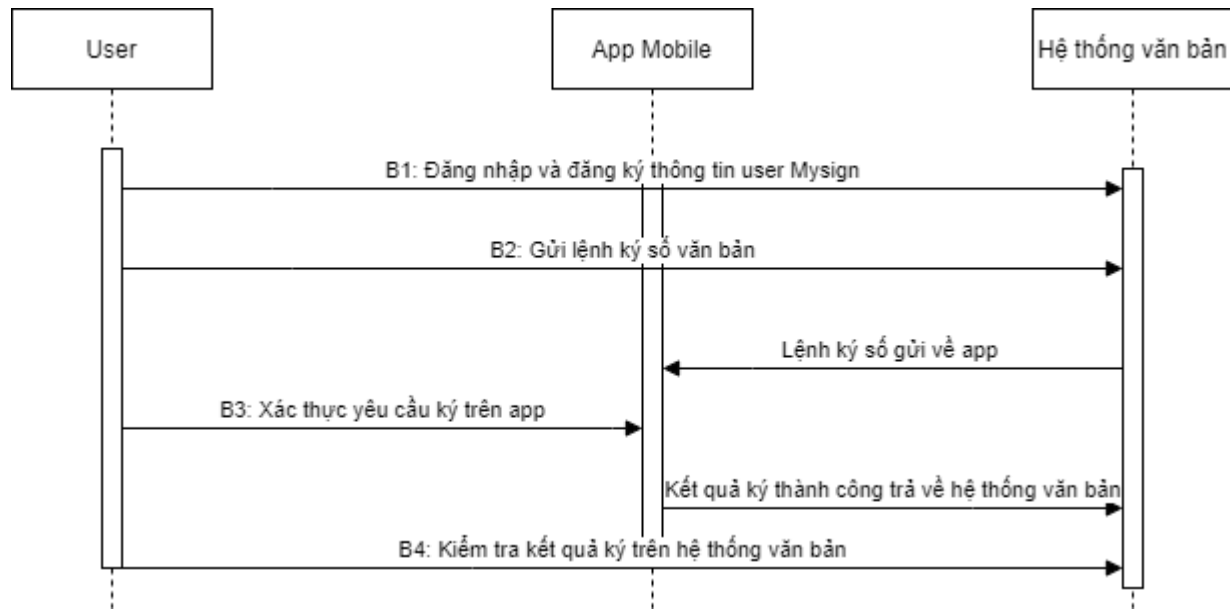 User
App Mobile
Hệ thống văn bản
B1: Đăng nhập và đăng ký thông tin user Mysign
B2: Gửi lệnh ký số văn bản
Lệnh ký số gửi về app
B3: Xác thực yêu cầu ký trên app
Kết quả ký thành công trả về hệ thống văn bản
B4: Kiểm tra kết quả ký trên hệ thống văn bản